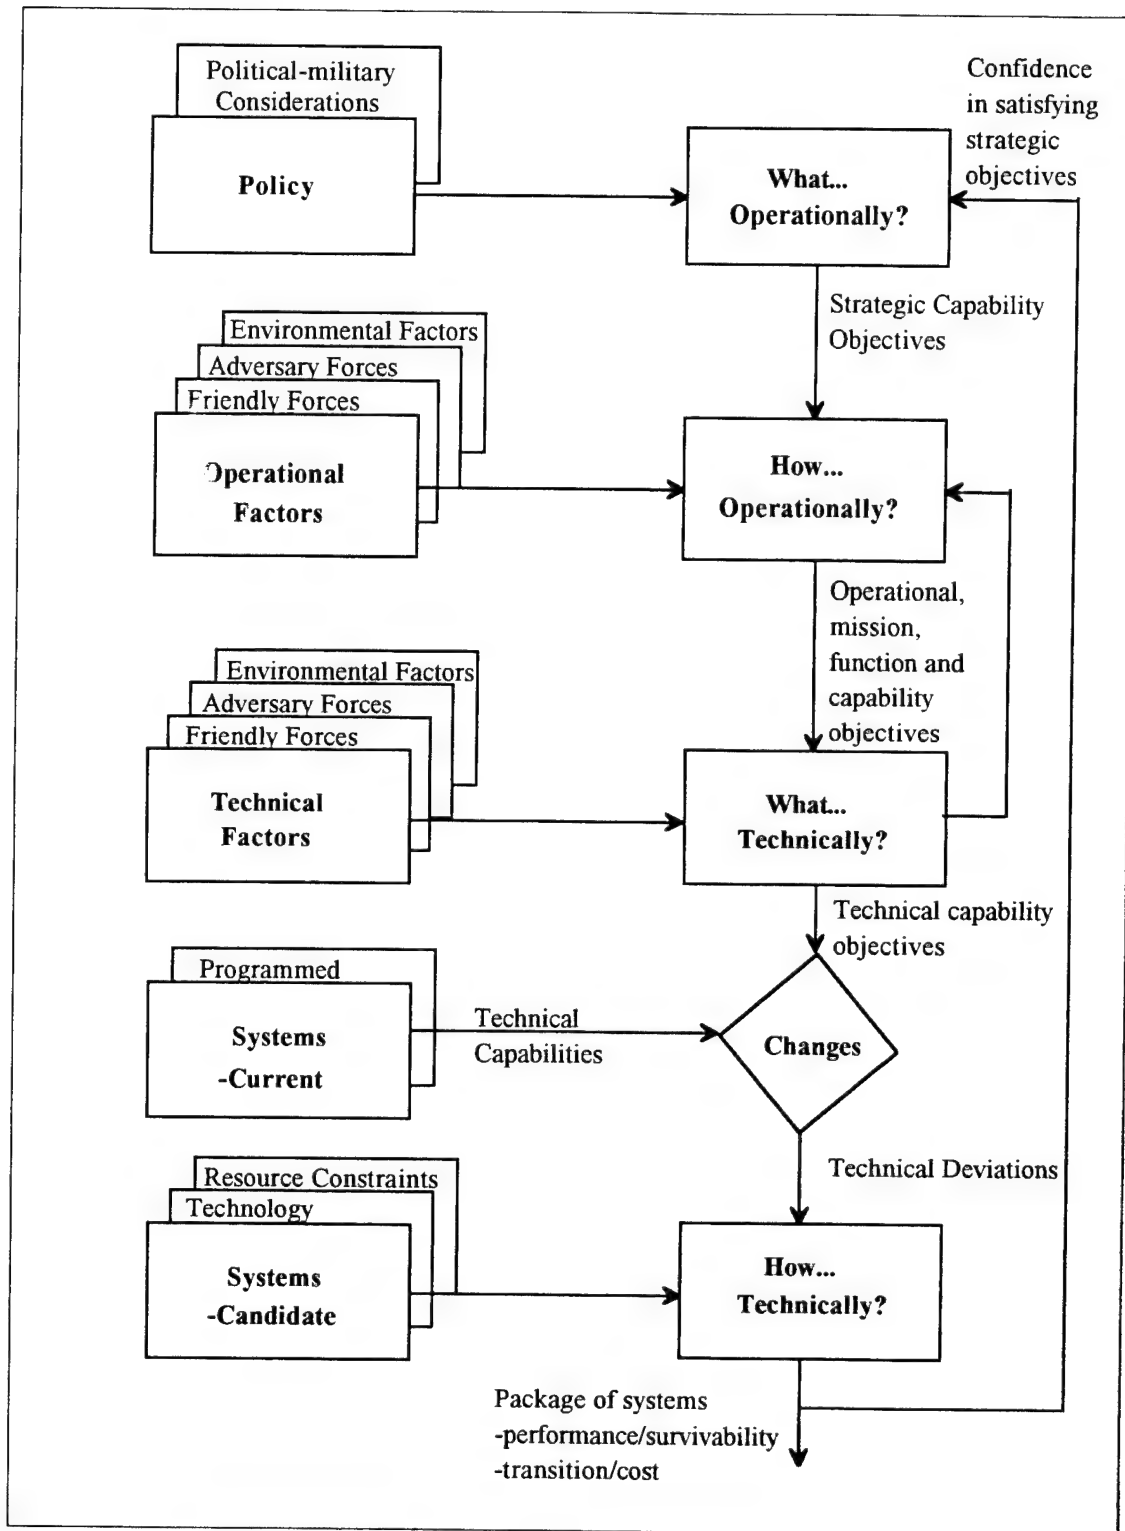 Political-military
Considerations
Policy
What...
Operationally?
Confidence
in satisfying
strategic
objectives
Strategic Capability
Objectives
Environmental Factors
Adversary Forces
Friendly Forces
Operational
Factors
How...
Operationally?
Operational,
mission,
function and
capability
objectives
Environmental Factors
Adversary Forces
Friendly Forces
Technical
Factors
What...
Technically?
Technical capability
objectives
Programmed
Systems
-Current
Technical
Capabilities
Changes
Technical Deviations
Resource Constraints
Technology
Systems
-Candidate
How...
Technically?
Package of systems
-performance/survivability
-transition/cost